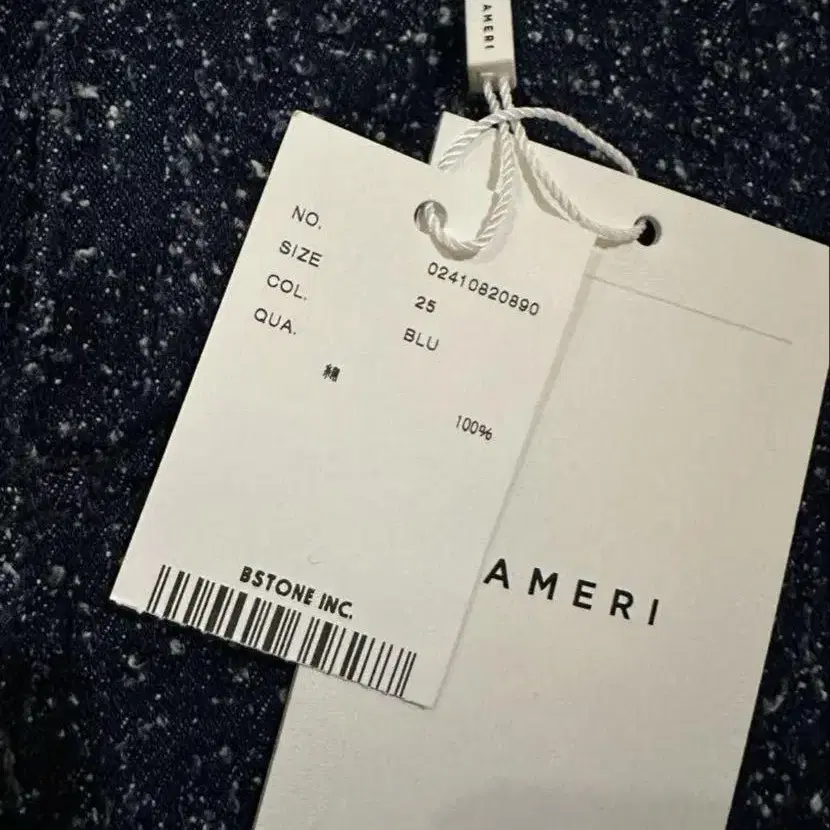 AMERI
NO. 02410820890
SIZE 25
COL. BLU
QUA.
綿 100%
BSTONE INC.
AMERI